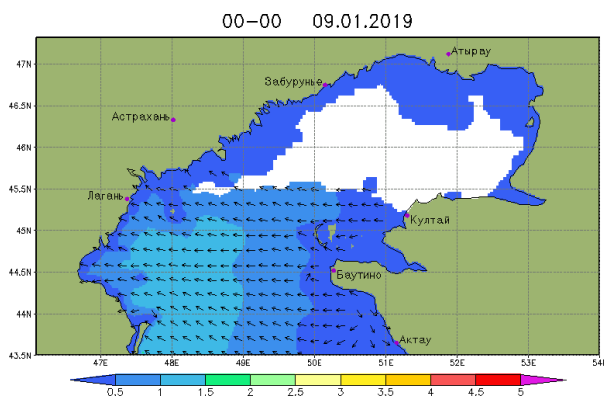 00-00 09.01.2019
47N
Атырау
Забурунье
46.5N
Астрахань
46N
45.5N
Лагань
Култай
45N
44.5N
Баутино
44N
Актау
43.5N
47E 48E 49E 50E 51E 52E 53E 54E
0.5 1 1.5 2 2.5 3 3.5 4 4.5 5